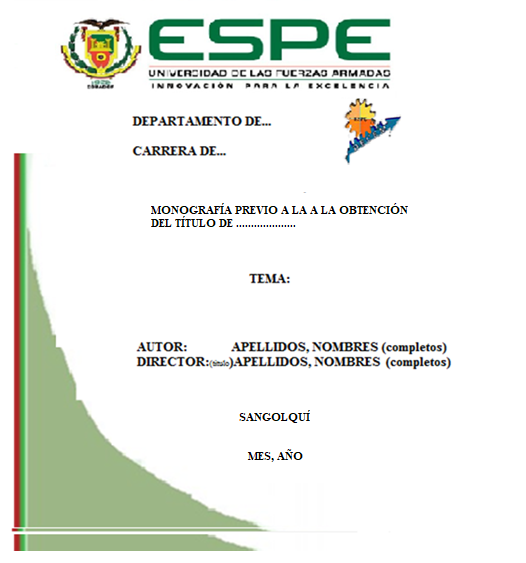 ESPE
UNIVERSIDAD DE LAS FUERZAS ARMADAS
INNOVACIÓN PARA LA EXCELENCIA
DEPARTAMENTO DE...
CARRERA DE...
MONOGRAFÍA PREVIO A LA A LA OBTENCIÓN
DEL TÍTULO DE ....................
TEMA:
AUTOR: APELLIDOS, NOMBRES (completos)
DIRECTOR:(titulo)APELLIDOS, NOMBRES (completos)
SANGOLQUÍ
MES, AÑO